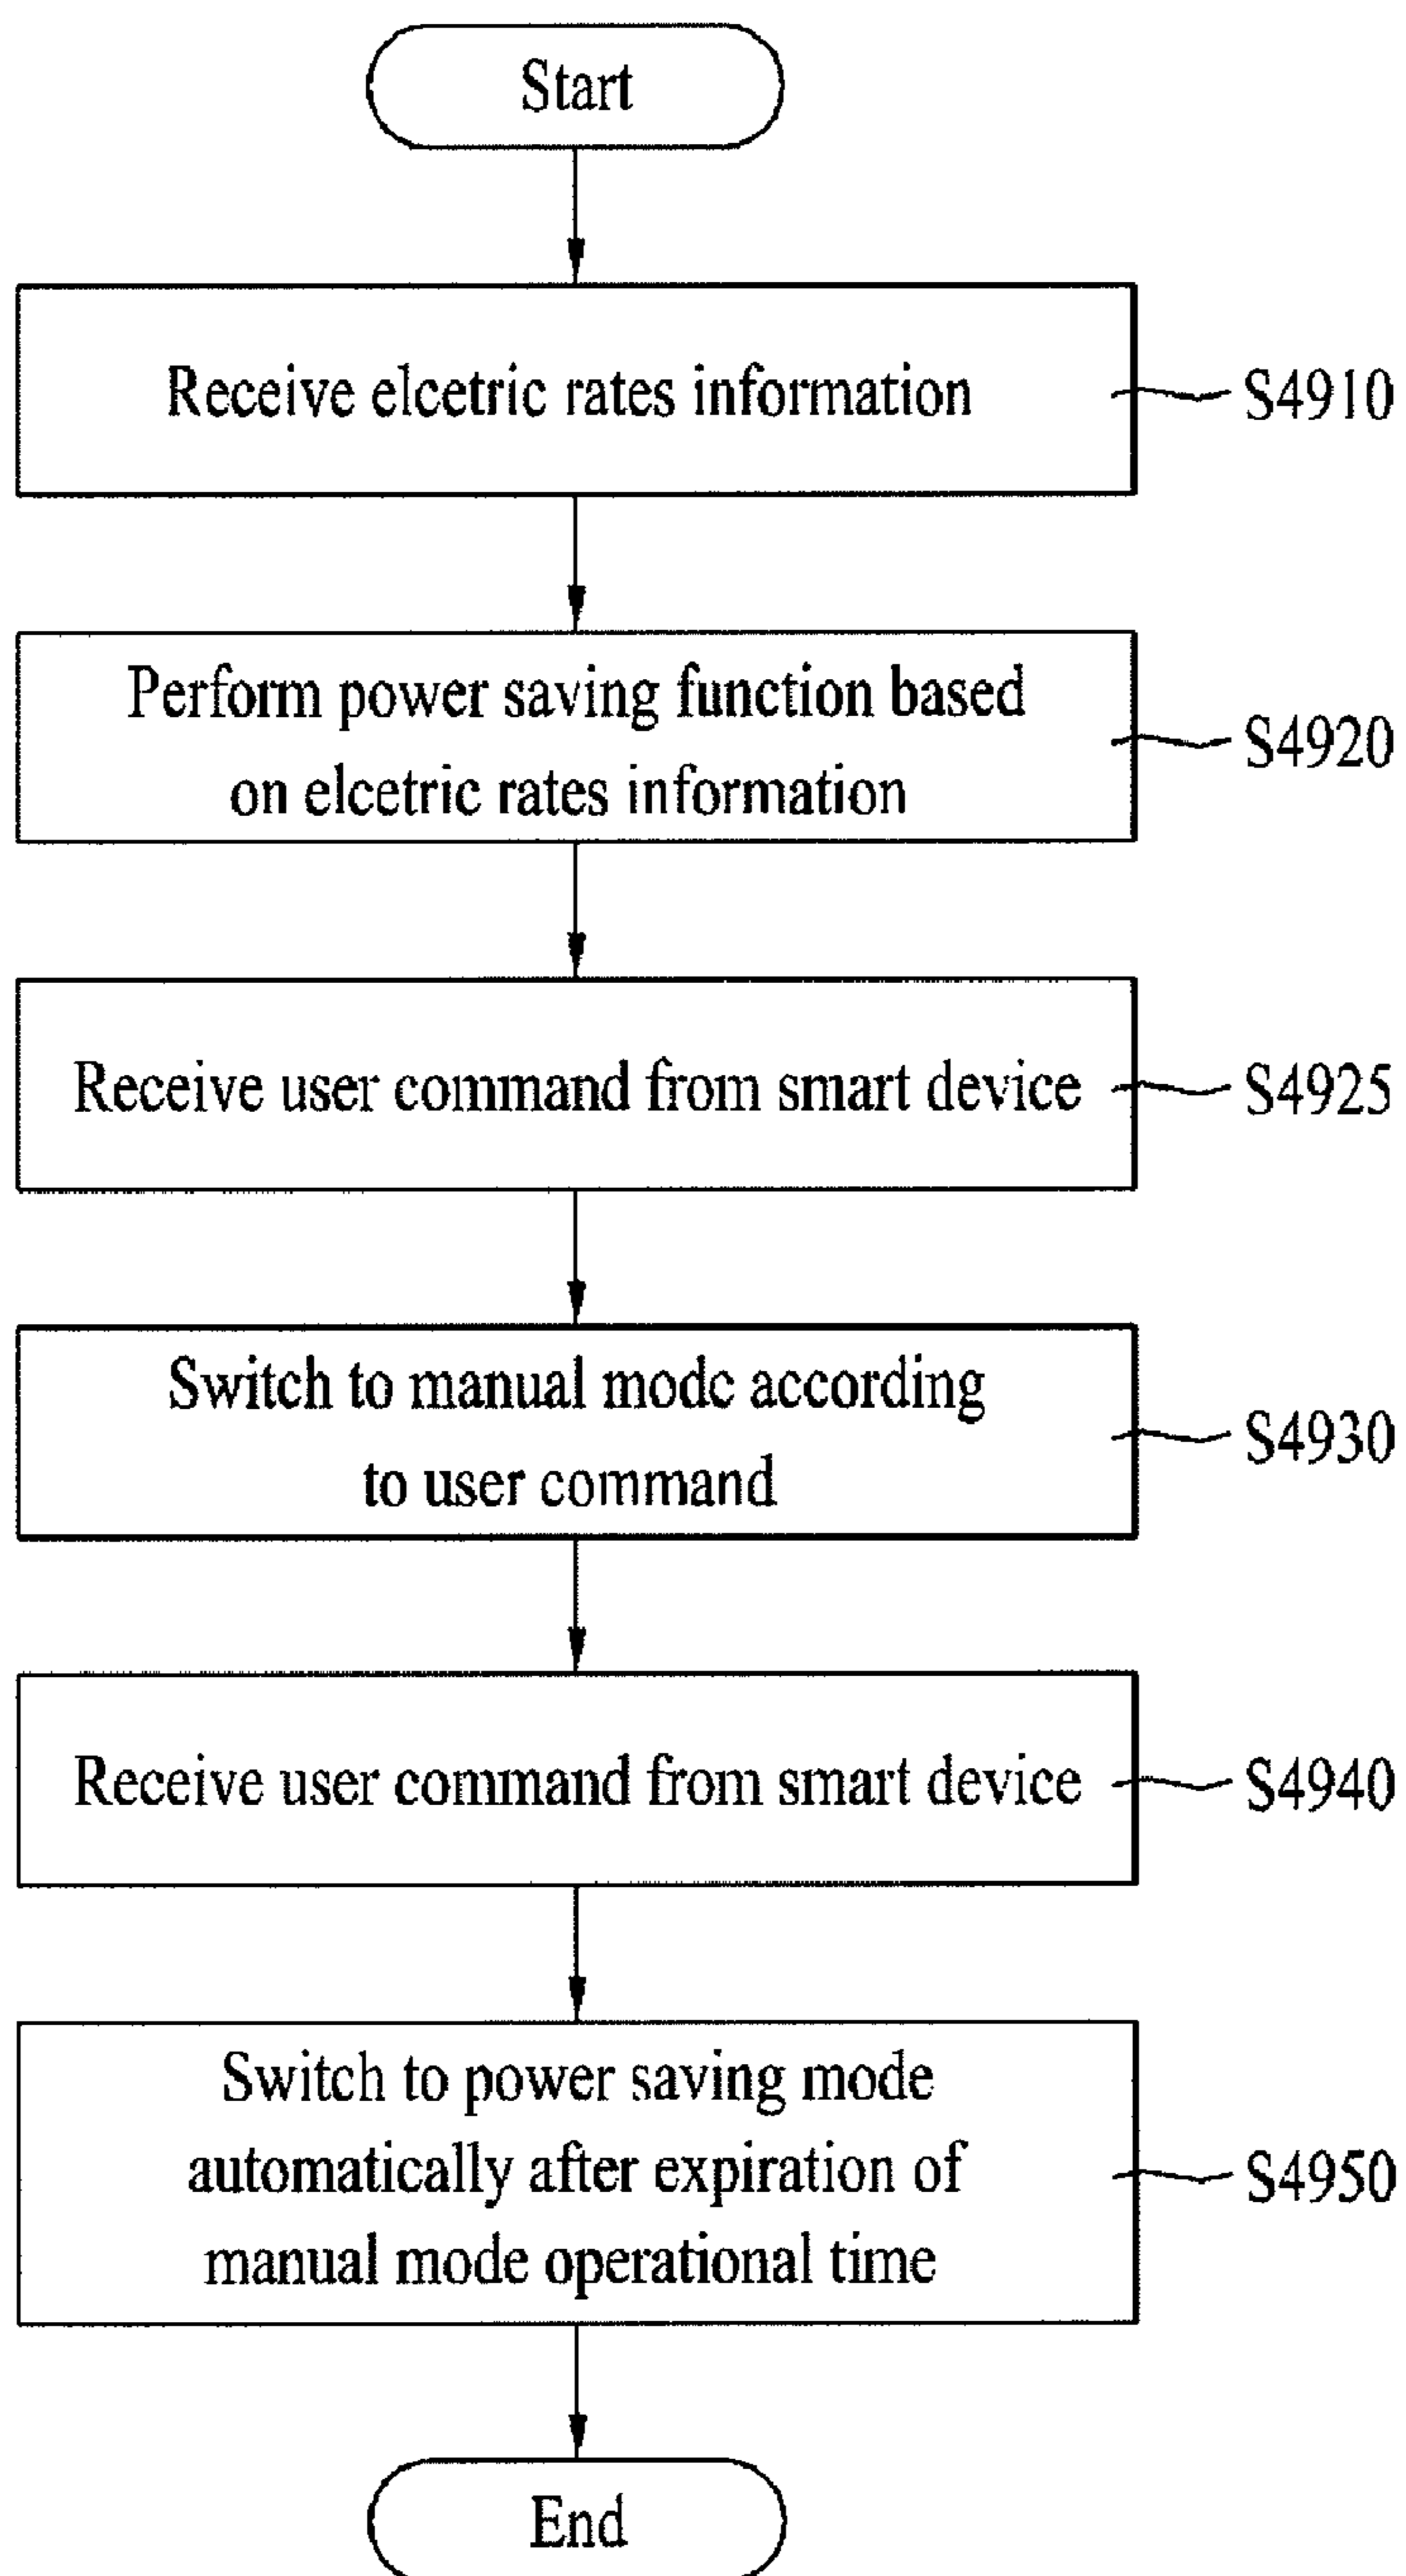 Start
Receive elcetric rates information
S4910
Perform power saving function based
on elcetric rates information
S4920
Receive user command from smart device
S4925
Switch to manual mode according
to user command
S4930
Receive user command from smart device
S4940
Switch to power saving mode
automatically after expiration of
manual mode operational time
S4950
End